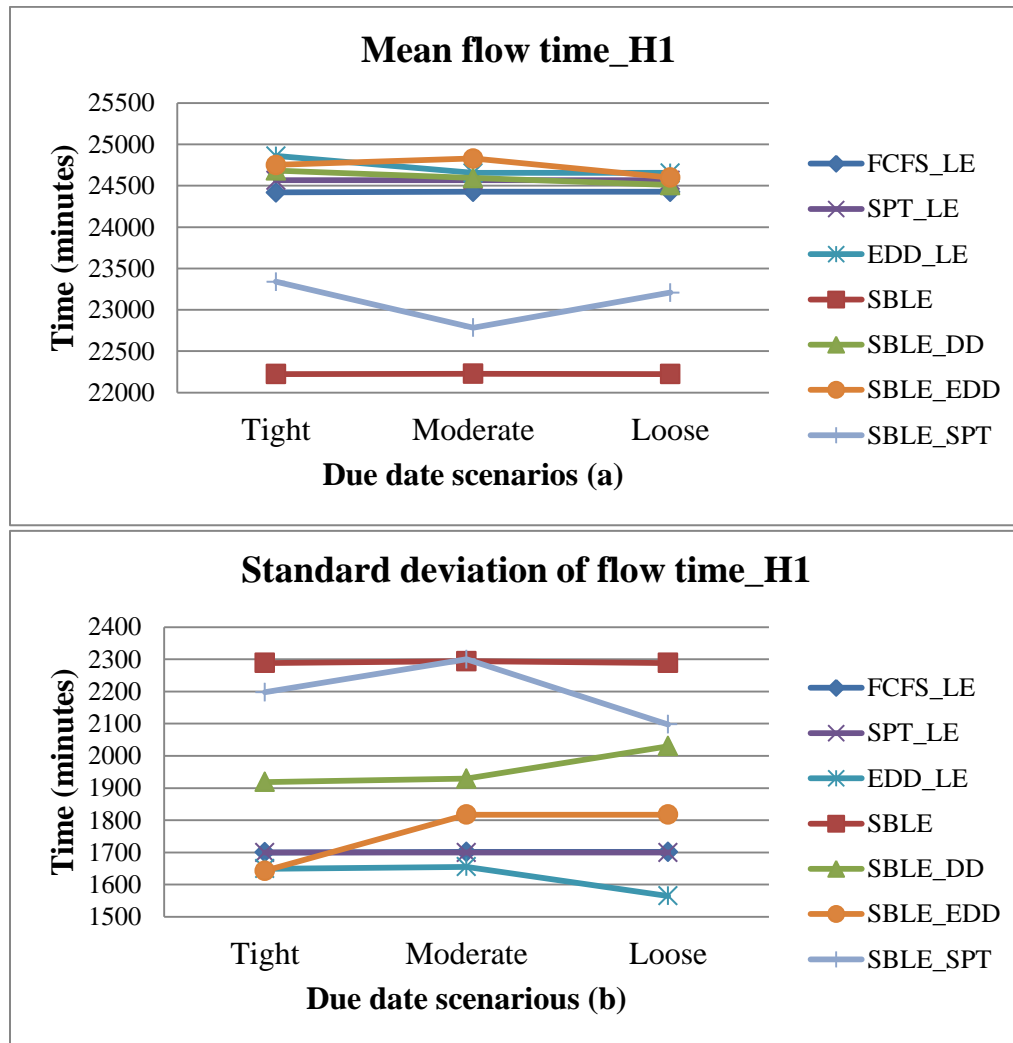 Mean flow time_H1
25500
25000
24500
24000
23500
23000
22500
22000
Time (minutes)
Tight Moderate Loose
Due date scenarios (a)
FCFS_LE
SPT_LE
EDD_LE
SBLE
SBLE_DD
SBLE_EDD
SBLE_SPT
Standard deviation of flow time_H1
2400
2300
2200
2100
2000
1900
1800
1700
1600
1500
Time (minutes)
Tight Moderate Loose
Due date scenarious (b)
FCFS_LE
SPT_LE
EDD_LE
SBLE
SBLE_DD
SBLE_EDD
SBLE_SPT